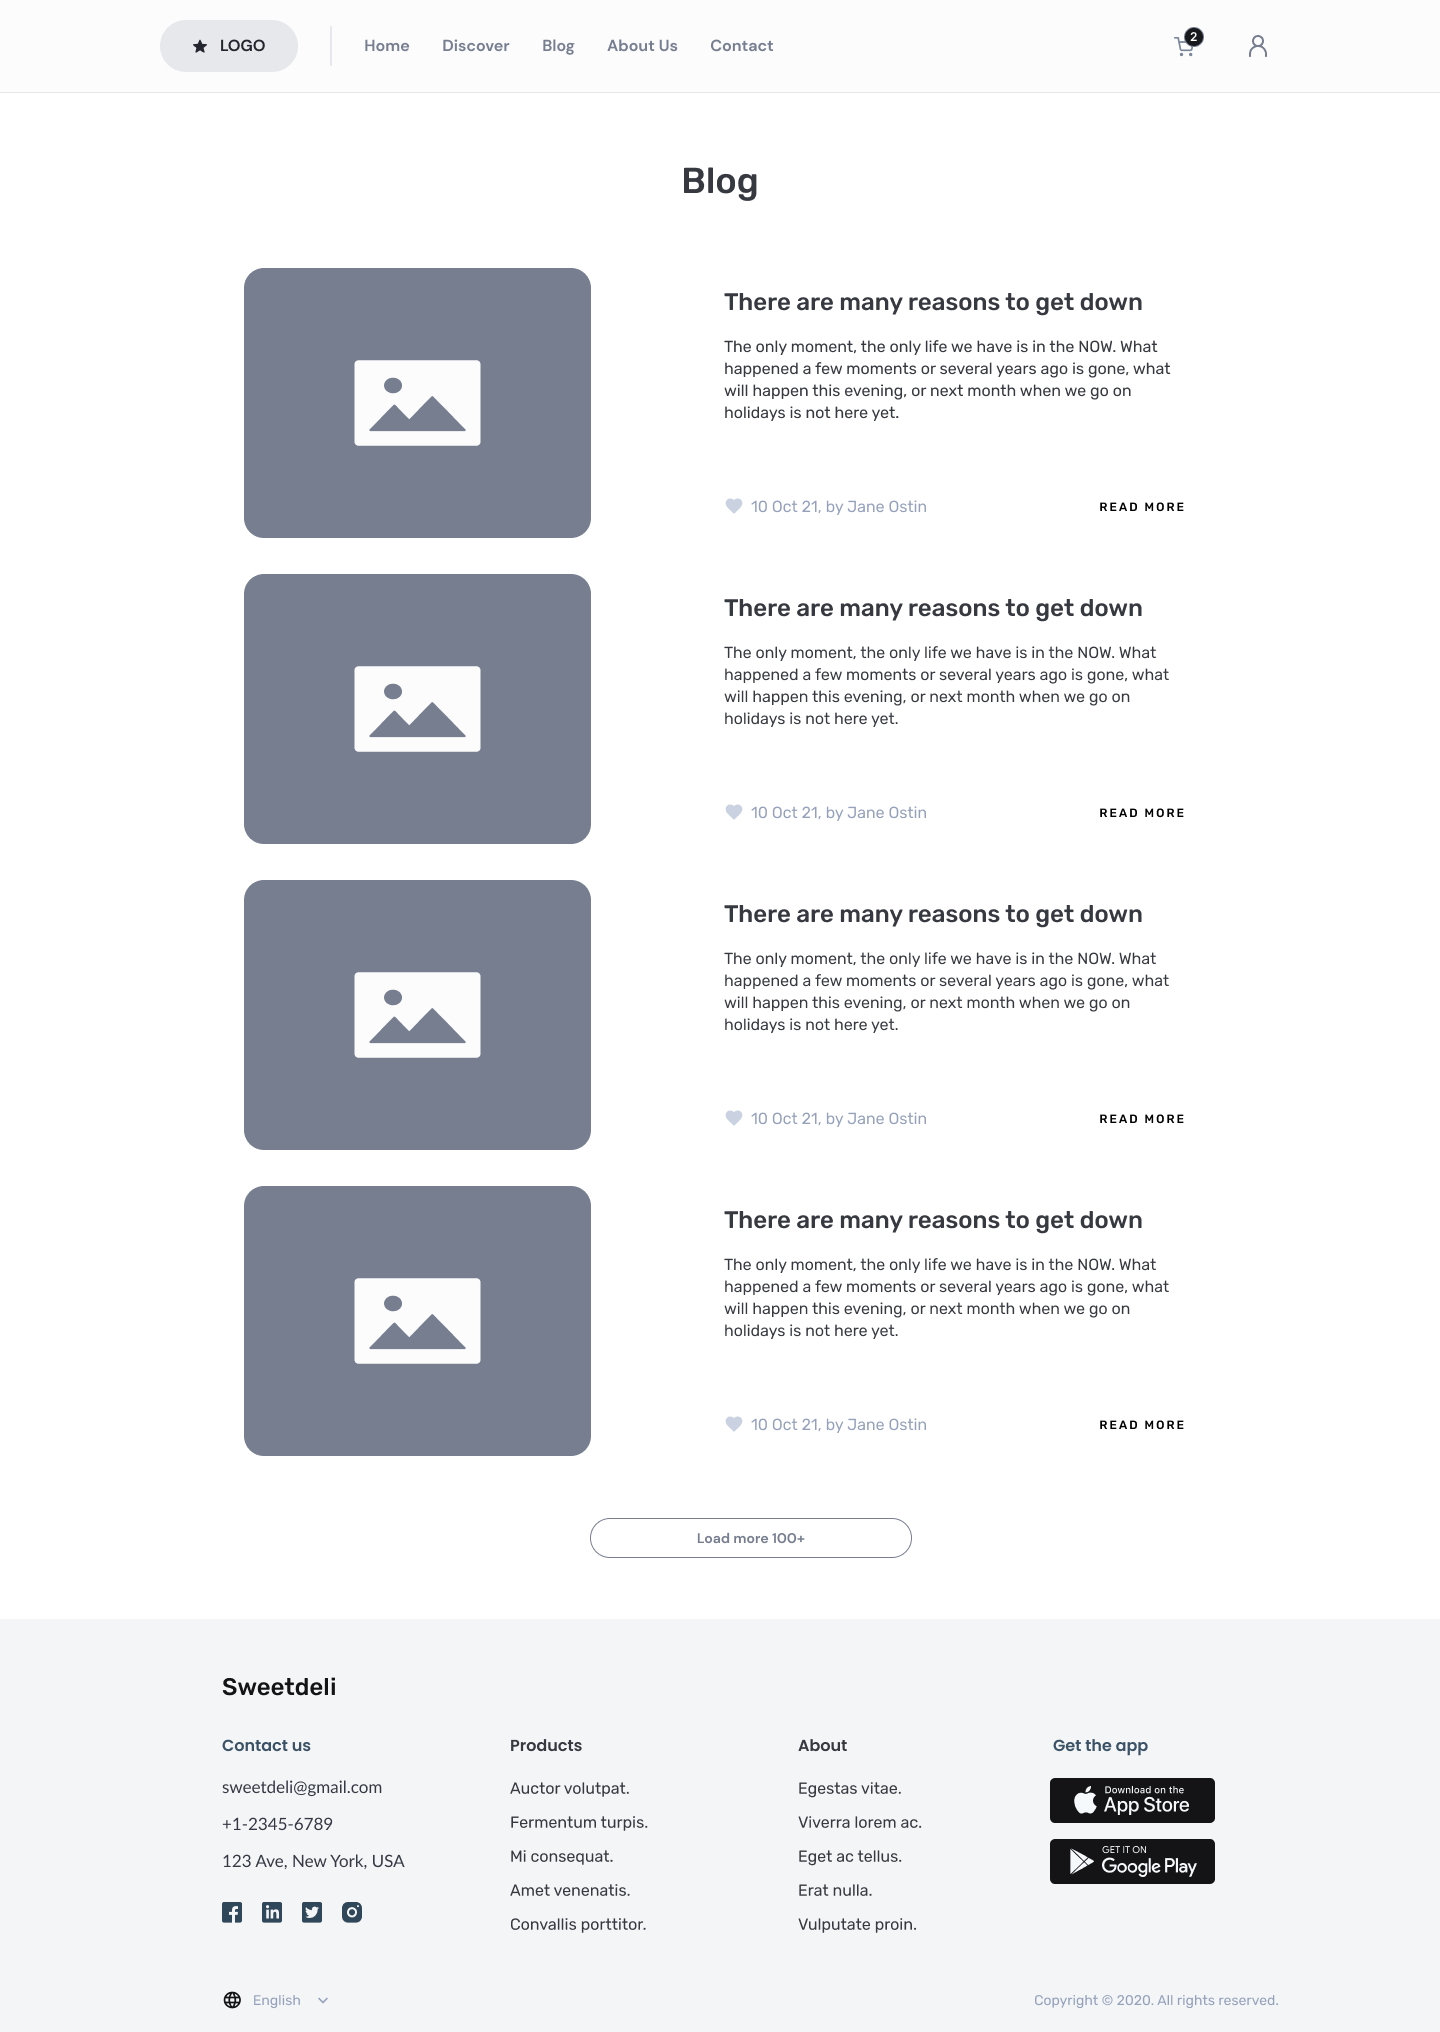 LOGO
Home Discover Blog About Us Contact
2
Blog
There are many reasons to get down
The only moment, the only life we have is in the NOW. What
happened a few moments or several years ago is gone, what
will happen this evening, or next month when we go on
holidays is not here yet.
10 Oct 21, by Jane Ostin
READ MORE
There are many reasons to get down
The only moment, the only life we have is in the NOW. What
happened a few moments or several years ago is gone, what
will happen this evening, or next month when we go on
holidays is not here yet.
10 Oct 21, by Jane Ostin
READ MORE
There are many reasons to get down
The only moment, the only life we have is in the NOW. What
happened a few moments or several years ago is gone, what
will happen this evening, or next month when we go on
holidays is not here yet.
10 Oct 21, by Jane Ostin
READ MORE
There are many reasons to get down
The only moment, the only life we have is in the NOW. What
happened a few moments or several years ago is gone, what
will happen this evening, or next month when we go on
holidays is not here yet.
10 Oct 21, by Jane Ostin
READ MORE
Load more 100+
Sweetdeli
Contact us
sweetdeli@gmail.com
+1-2345-6789
123 Ave, New York, USA
Products
Auctor volutpat.
Fermentum turpis.
Mi consequat.
Amet venenatis.
Convallis porttitor.
About
Egestas vitae.
Viverra lorem ac.
Eget ac tellus.
Erat nulla.
Vulputate proin.
Get the app
Download on the
App Store
GET IT ON
Google Play
English
Copyright © 2020. All rights reserved.